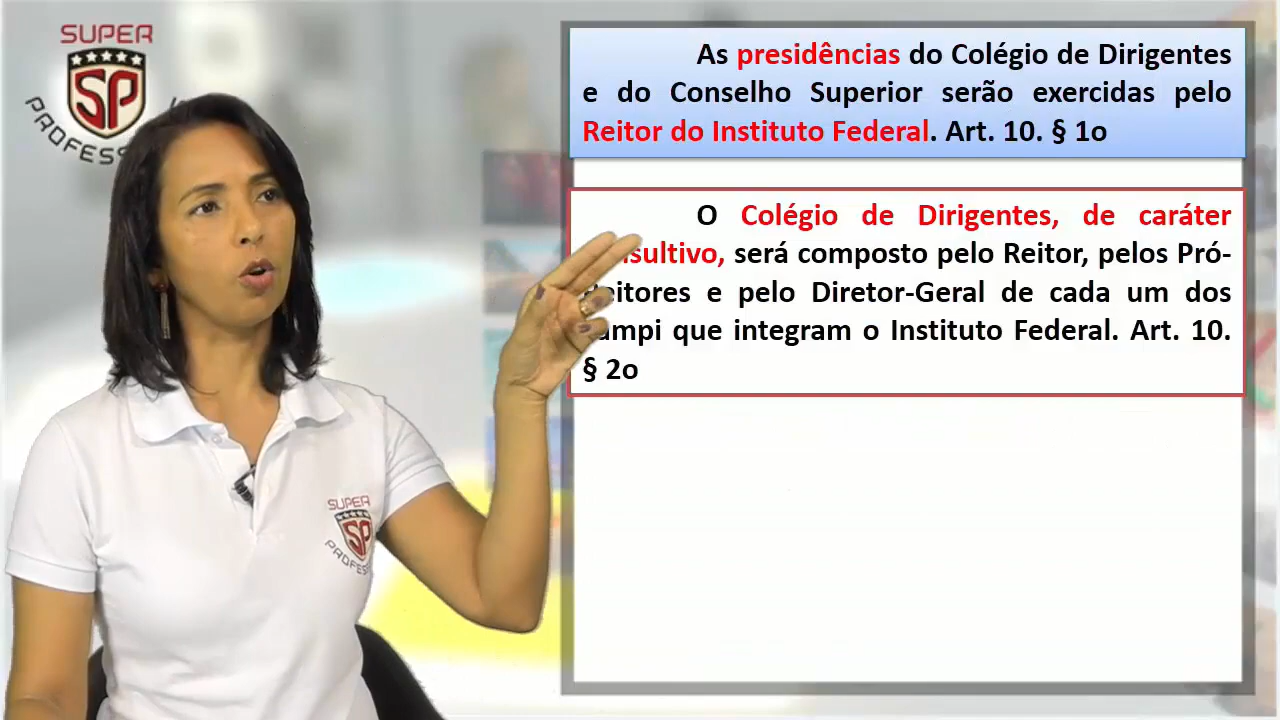 SUPER
SP
As presidências do Colégio de Dirigentes
e do Conselho Superior serão exercidas pelo
Reitor do Instituto Federal. Art. 10. § 1o
O Colégio de Dirigentes, de caráter
será composto pelo Reitor, pelos Pró-
e pelo Diretor-Geral de cada um dos
que integram o Instituto Federal. Art. 10.
§ 2o
SUPER
SP